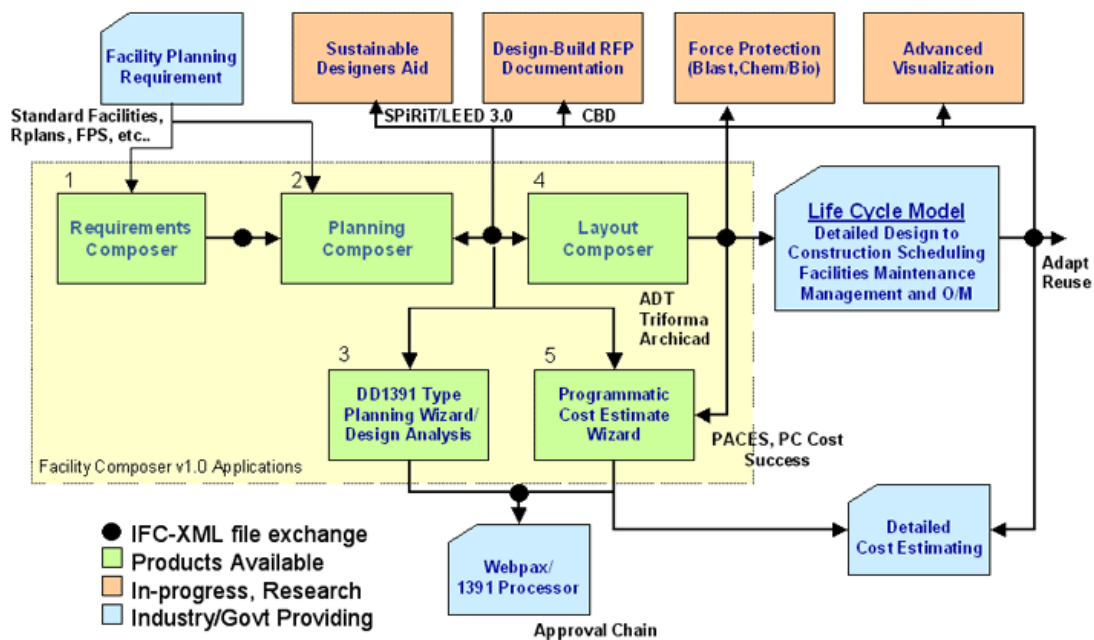 Facility Planning
Requirement
Sustainable
Designers Aid
Design-Build RFP
Documentation
Force Protection
(Blast,Chem/Bio)
Advanced
Visualization
Standard Facilities,
Rplans, FPS, etc..
SPiRiT/LEED 3.0
CBD
1
Requirements
Composer
2
Planning
Composer
4
Layout
Composer
Life Cycle Model
Detailed Design to
Construction Scheduling
Facilities Maintenance
Management and O/M
Adapt
Reuse
ADT
Triforma
Archicad
3
DD1391 Type
Planning Wizard/
Design Analysis
5
Programmatic
Cost Estimate
Wizard
PACES, PC Cost
Success
Facility Composer v1.0 Applications
Detailed
Cost Estimating
Webpax/
1391 Processor
Approval Chain
IFC-XML file exchange
Products Available
In-progress, Research
Industry/Govt Providing